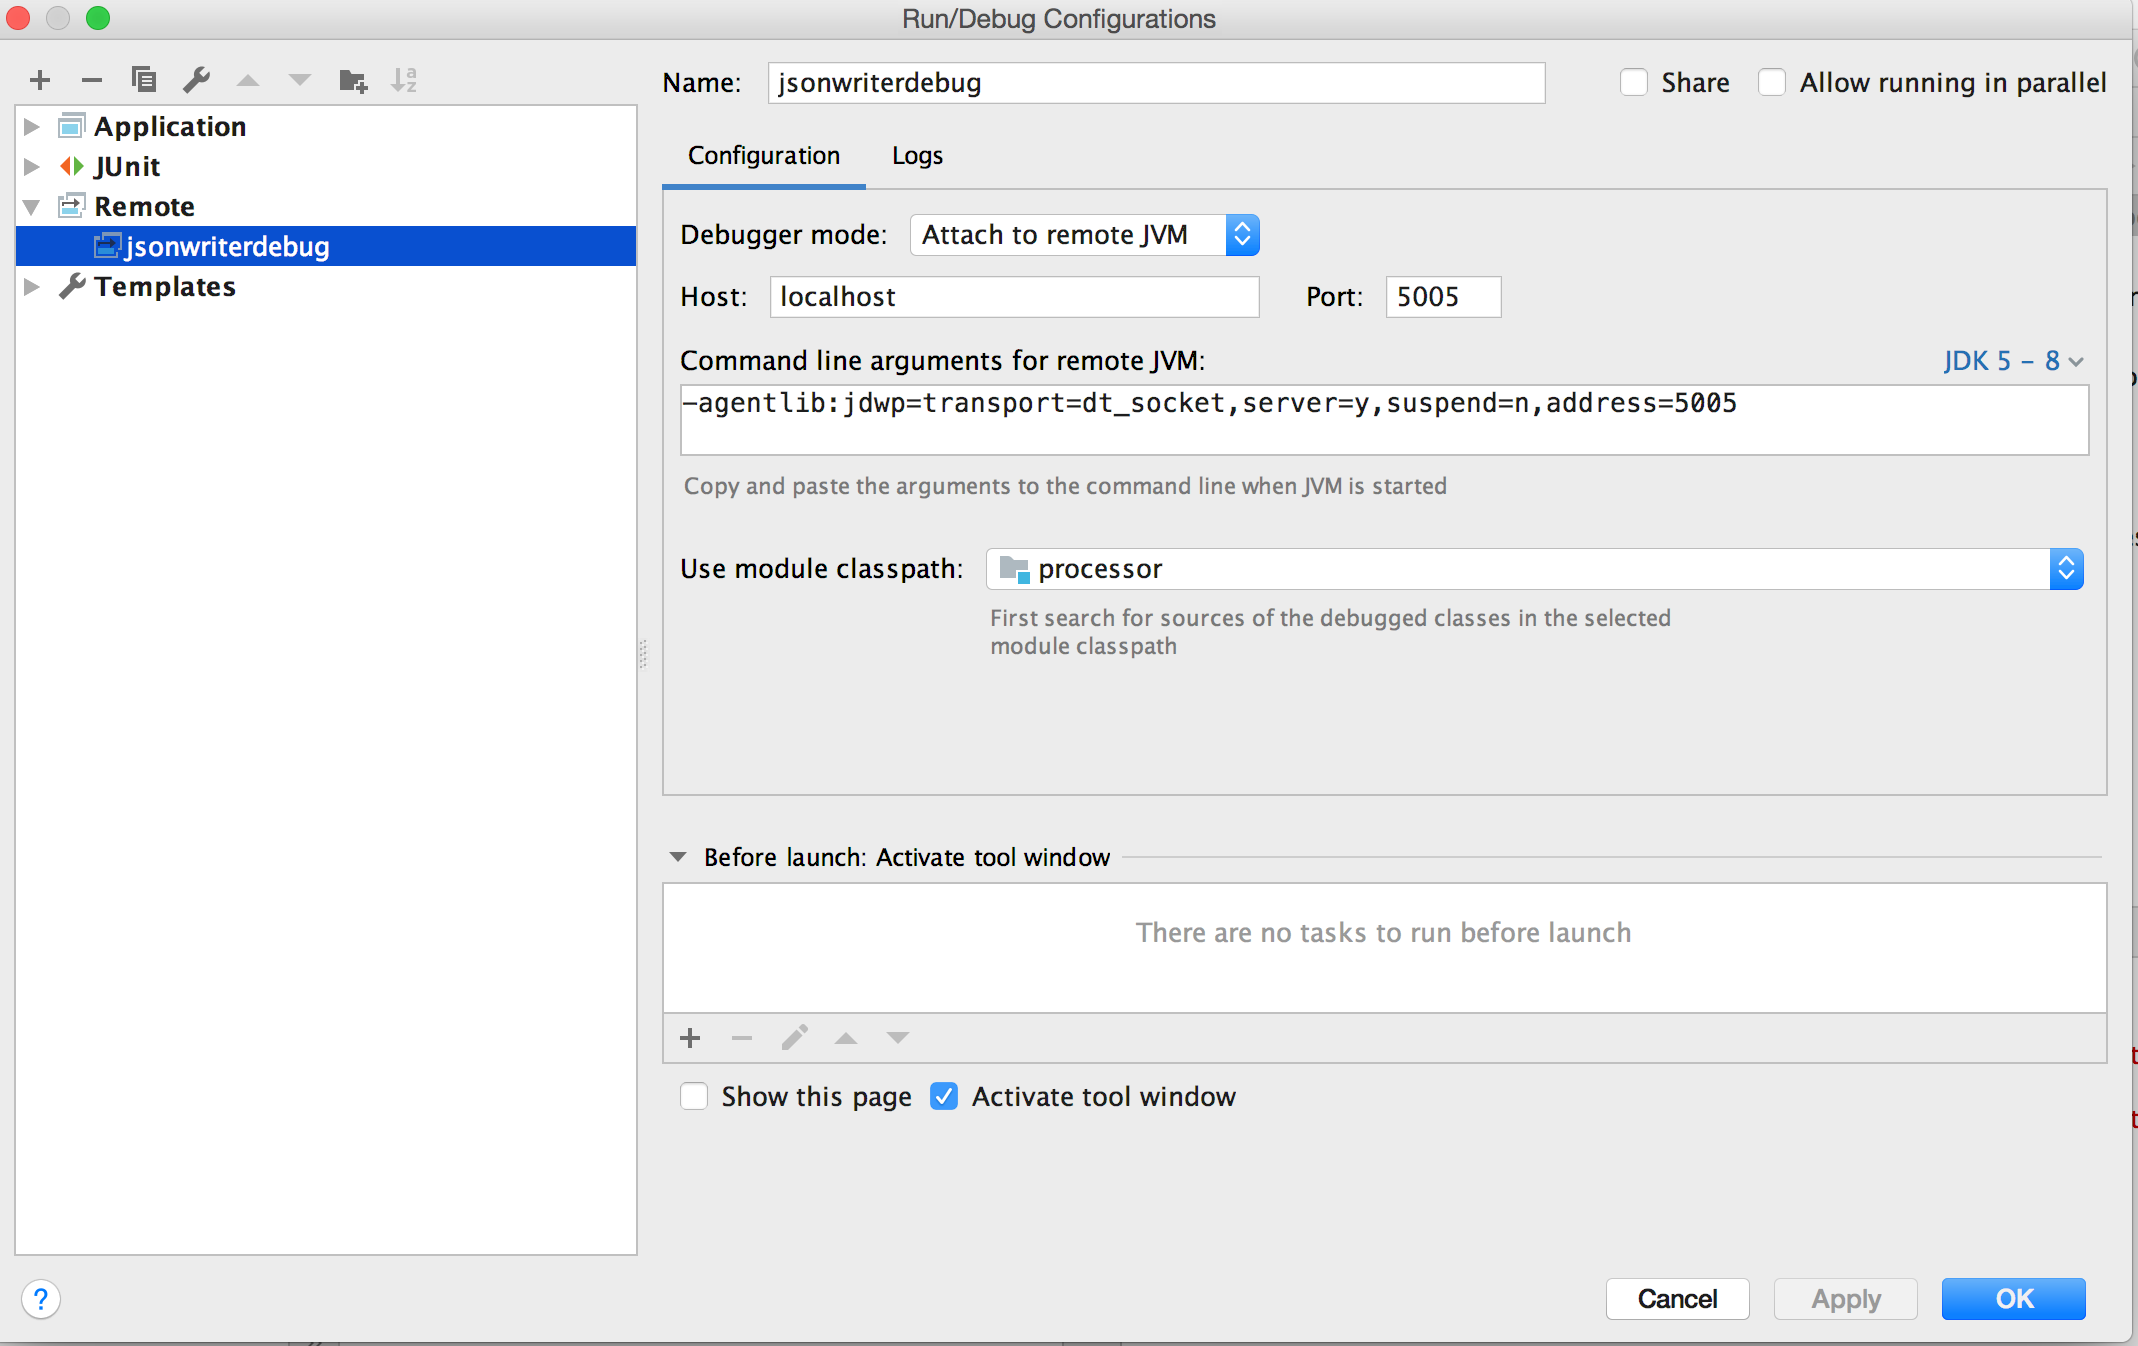 Run/Debug Configurations
Application
JUnit
Remote
jsonwriterdebug
Templates
Name: jsonwriterdebug Share Allow running in parallel
Configuration Logs
Debugger mode: Attach to remote JVM
Host: localhost Port: 5005
Command line arguments for remote JVM: JDK 5 - 8
-agentlib:jdwp=transport=dt_socket,server=y,suspend=n,address=5005
Copy and paste the arguments to the command line when JVM is started
Use module classpath: processor
First search for sources of the debugged classes in the selected
module classpath
Before launch: Activate tool window
There are no tasks to run before launch
Show this page Activate tool window
? Cancel Apply OK